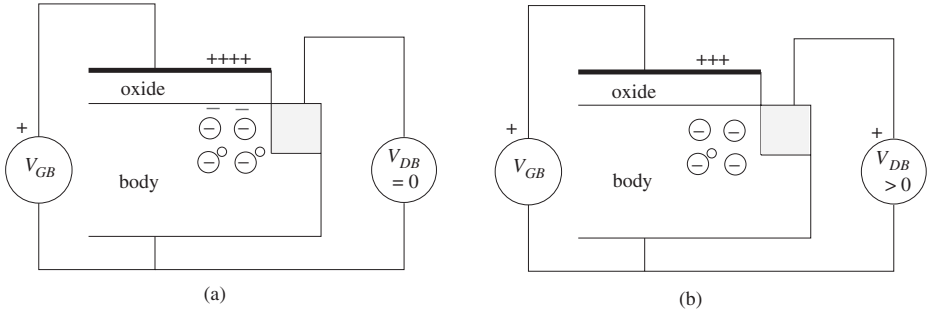 ++++
oxide
− −
− −
− −
+
V_GB
body
V_DB
= 0
(a)
+++
oxide
− −
− −
+
V_GB
body
+
V_DB
> 0
(b)